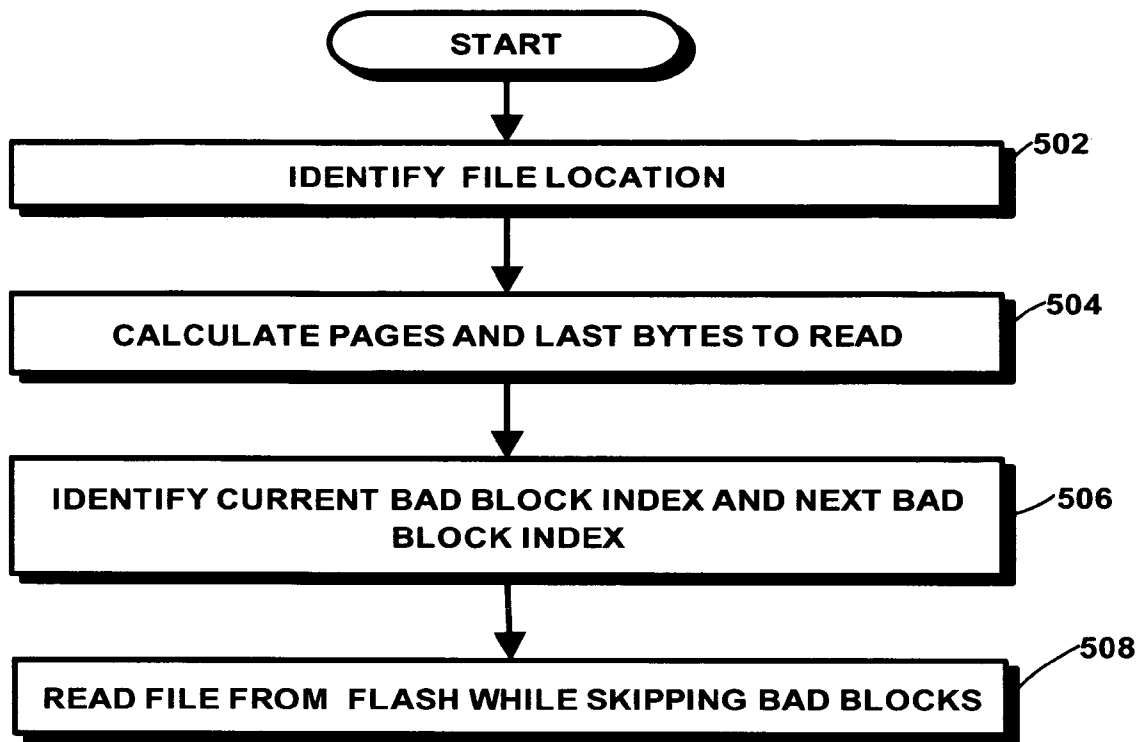 START
502
IDENTIFY FILE LOCATION
504
CALCULATE PAGES AND LAST BYTES TO READ
506
IDENTIFY CURRENT BAD BLOCK INDEX AND NEXT BAD
BLOCK INDEX
508
READ FILE FROM FLASH WHILE SKIPPING BAD BLOCKS